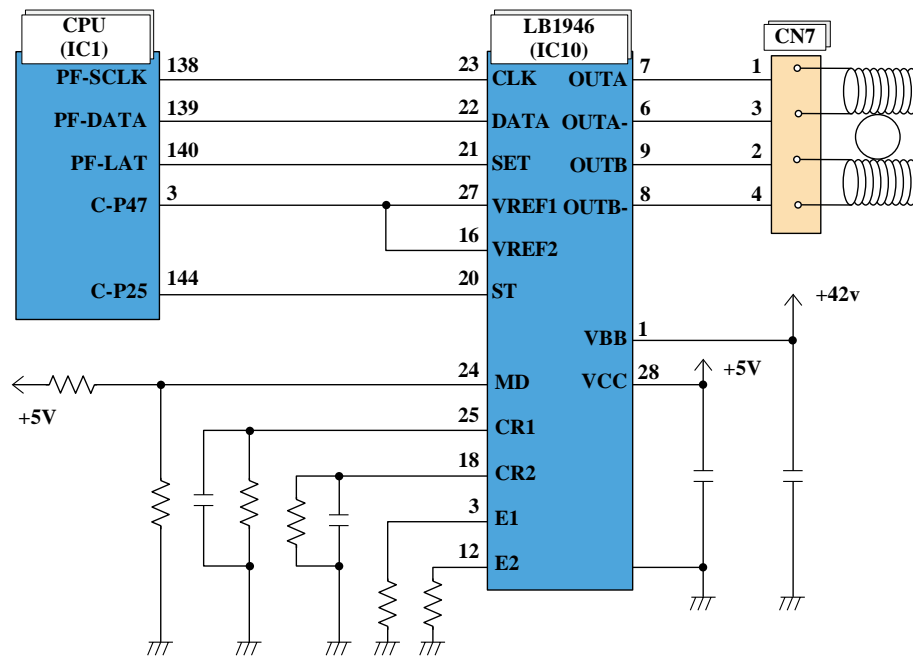 CPU
(IC1)
LB1946
(IC10)
CN7
PF-SCLK 138 23 CLK OUTA 7 1
PF-DATA 139 22 DATA OUTA- 6 3
PF-LAT 140 21 SET OUTB 9 2
C-P47 3 27 VREF1 OUTB- 8 4
16 VREF2
C-P25 144 20 ST
+42v
VBB 1
24 MD VCC 28 +5V
+5V
25 CR1
18 CR2
3 E1
12 E2